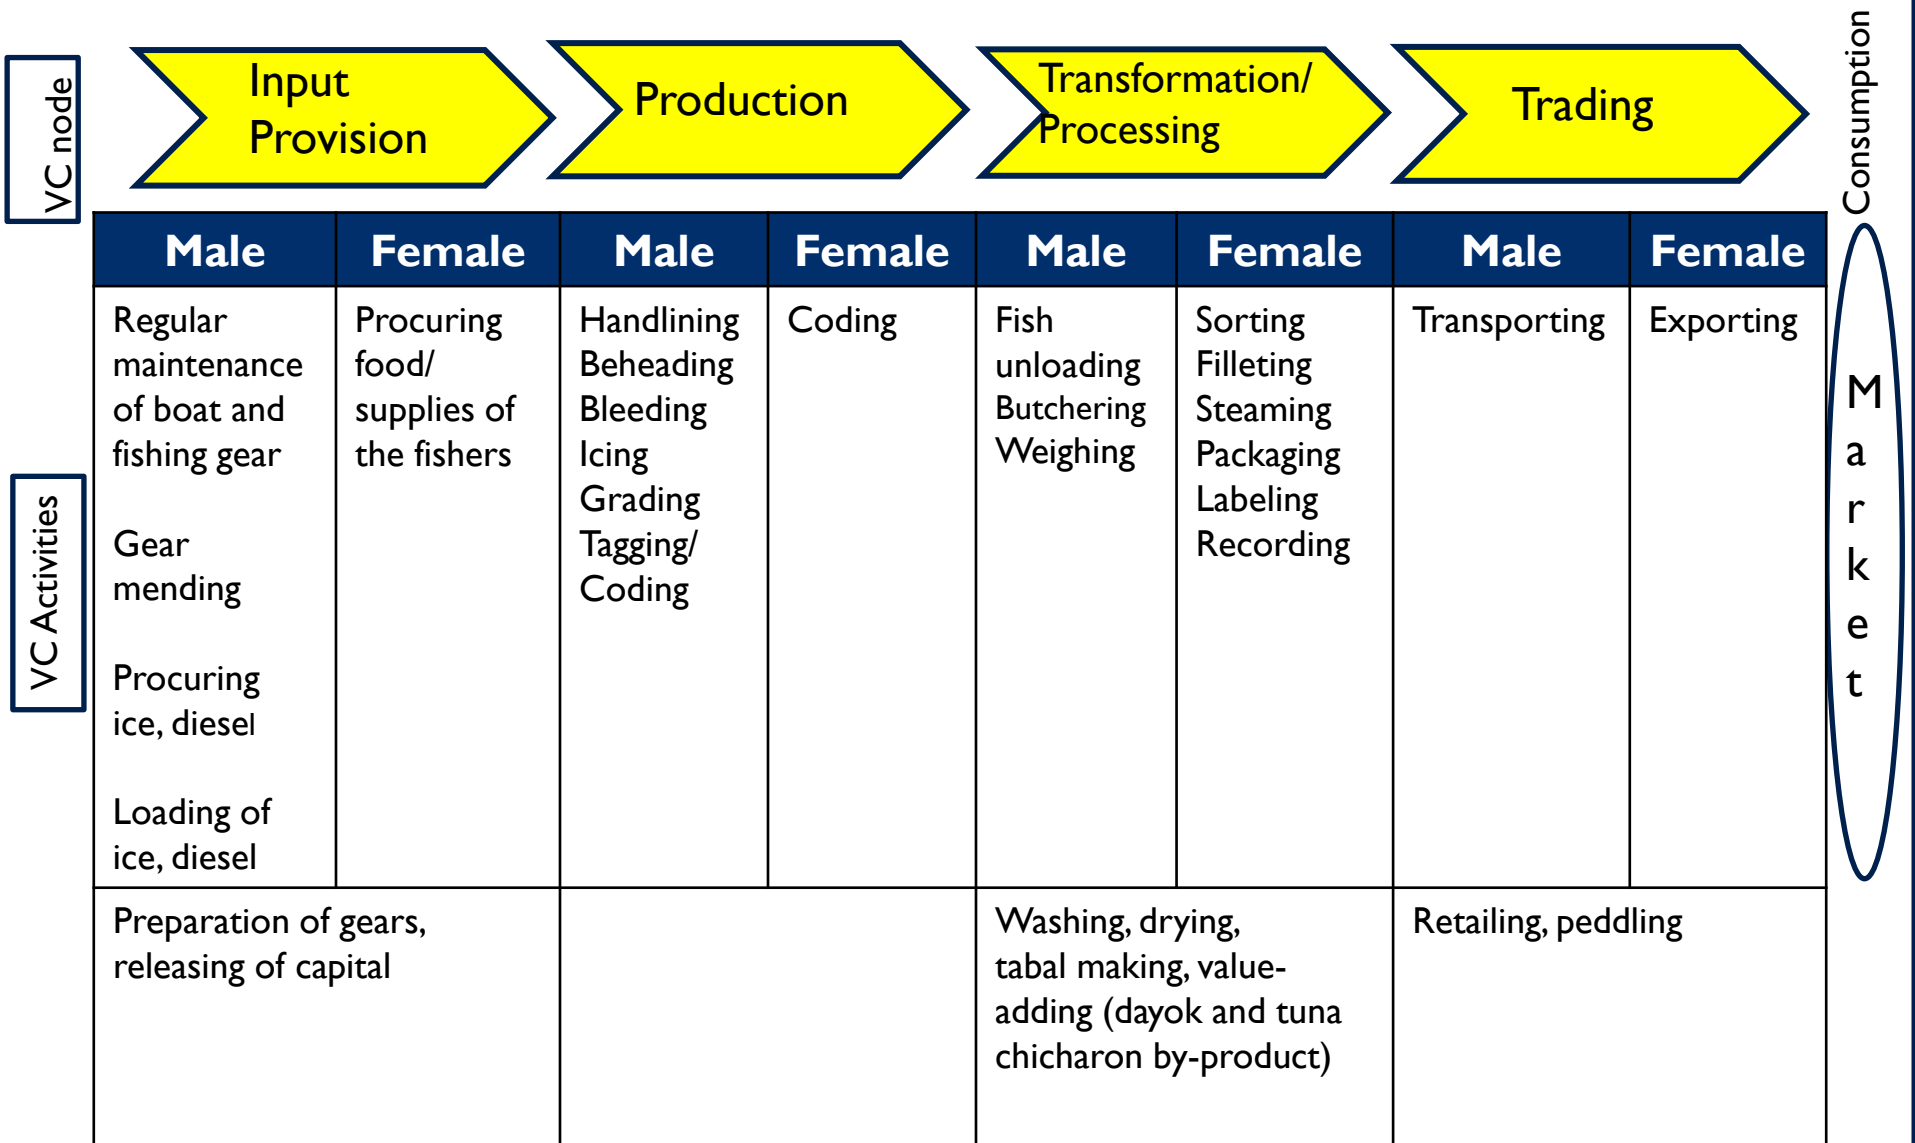 VC node
Input
Provision
Production
Transformation/
Processing
Trading
Consumption
Male
Female
Male
Female
Male
Female
Male
Female
VC Activities
Regular
maintenance
of boat and
fishing gear
Gear
mending
Procuring
ice, diesel
Loading of
ice, diesel
Procuring
food/
supplies of
the fishers
Handlining
Beheading
Bleeding
Icing
Grading
Tagging/
Coding
Coding
Fish
unloading
Butchering
Weighing
Sorting
Filleting
Steaming
Packaging
Labeling
Recording
Transporting
Exporting
Market
Preparation of gears,
releasing of capital
Washing, drying,
tabal making, value-
adding (dayok and tuna
chicharon by-product)
Retailing, peddling